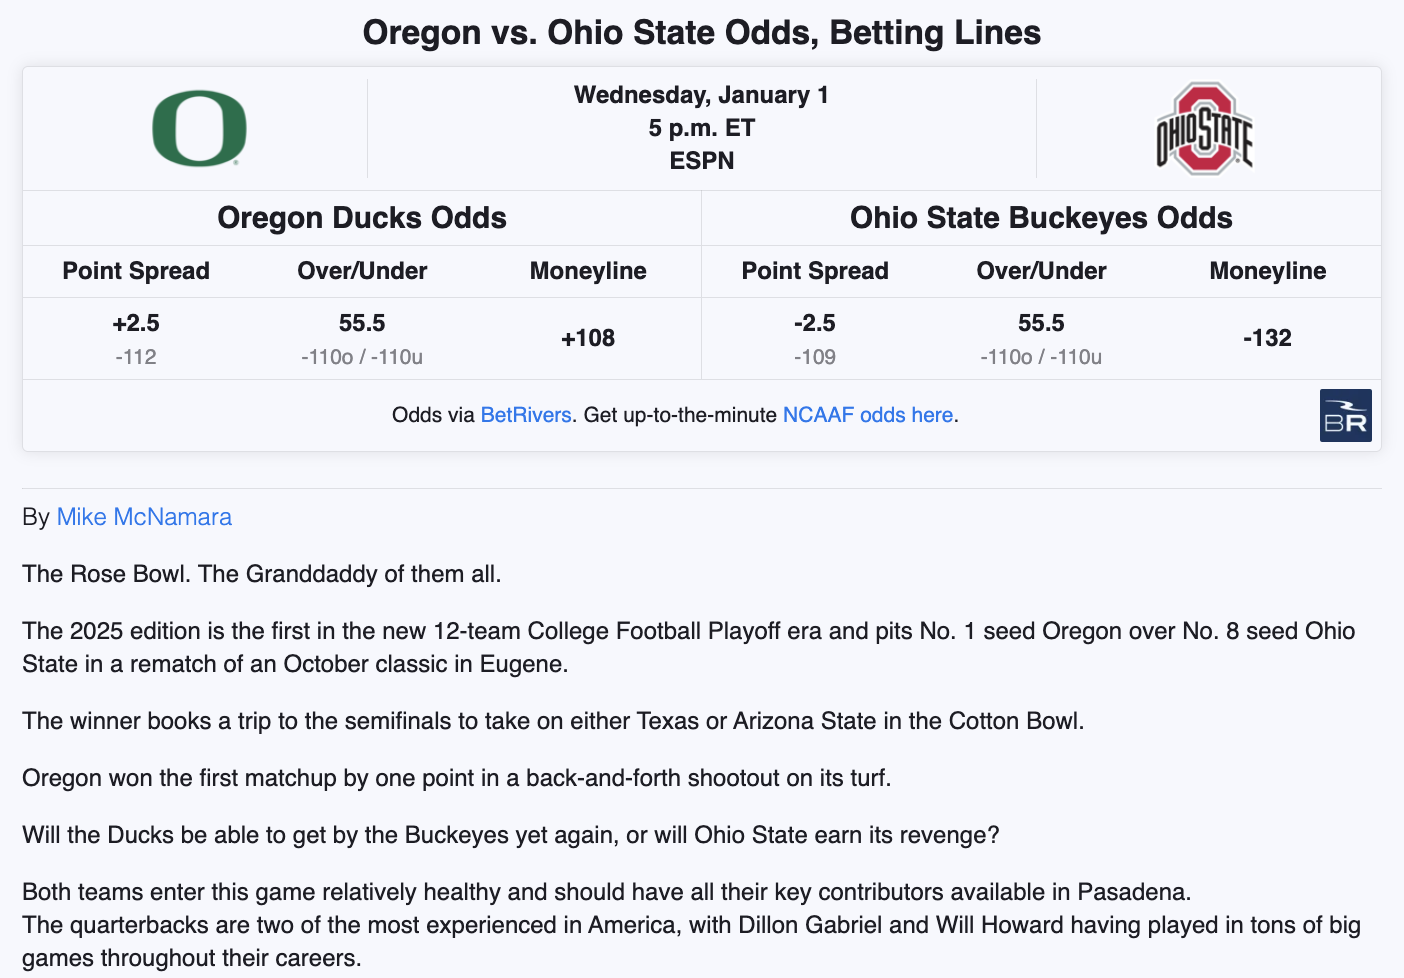 Oregon vs. Ohio State Odds, Betting Lines
O
Wednesday, January 1
5 p.m. ET
ESPN
OHIO STATE
Oregon Ducks Odds
Ohio State Buckeyes Odds
Point Spread Over/Under Moneyline Point Spread Over/Under Moneyline
+2.5 55.5 +108 -2.5 55.5 -132
-112 -110o / -110u -109 -110o / -110u
Odds via BetRivers. Get up-to-the-minute NCAAF odds here.
BR
By Mike McNamara
The Rose Bowl. The Granddaddy of them all.
The 2025 edition is the first in the new 12-team College Football Playoff era and pits No. 1 seed Oregon over No. 8 seed Ohio
State in a rematch of an October classic in Eugene.
The winner books a trip to the semifinals to take on either Texas or Arizona State in the Cotton Bowl.
Oregon won the first matchup by one point in a back-and-forth shootout on its turf.
Will the Ducks be able to get by the Buckeyes yet again, or will Ohio State earn its revenge?
Both teams enter this game relatively healthy and should have all their key contributors available in Pasadena.
The quarterbacks are two of the most experienced in America, with Dillon Gabriel and Will Howard having played in tons of big
games throughout their careers.